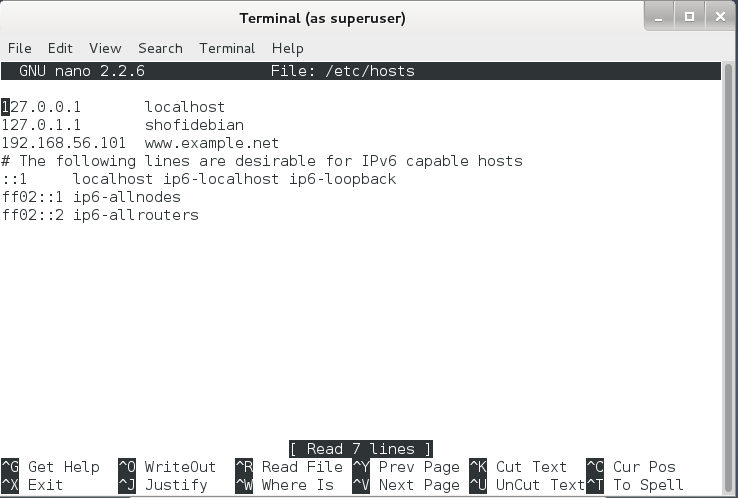 Terminal (as superuser)
File Edit View Search Terminal Help
GNU nano 2.2.6 File: /etc/hosts
127.0.0.1 localhost
127.0.1.1 shofidebian
192.168.56.101 www.example.net
# The following lines are desirable for IPv6 capable hosts
::1 localhost ip6-localhost ip6-loopback
ff02::1 ip6-allnodes
ff02::2 ip6-allrouters
[ Read 7 lines ]
^G Get Help ^O WriteOut ^R Read File ^Y Prev Page ^K Cut Text ^C Cur Pos
^X Exit ^J Justify ^W Where Is ^V Next Page ^U UnCut Text ^T To Spell